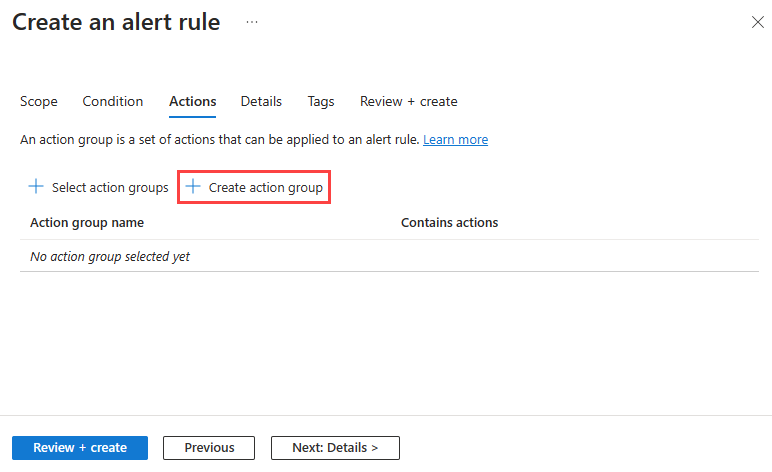 Create an alert rule ...
Scope Condition Actions Details Tags Review + create
An action group is a set of actions that can be applied to an alert rule. Learn more
+ Select action groups + Create action group
Action group name Contains actions
No action group selected yet
Review + create Previous Next: Details >